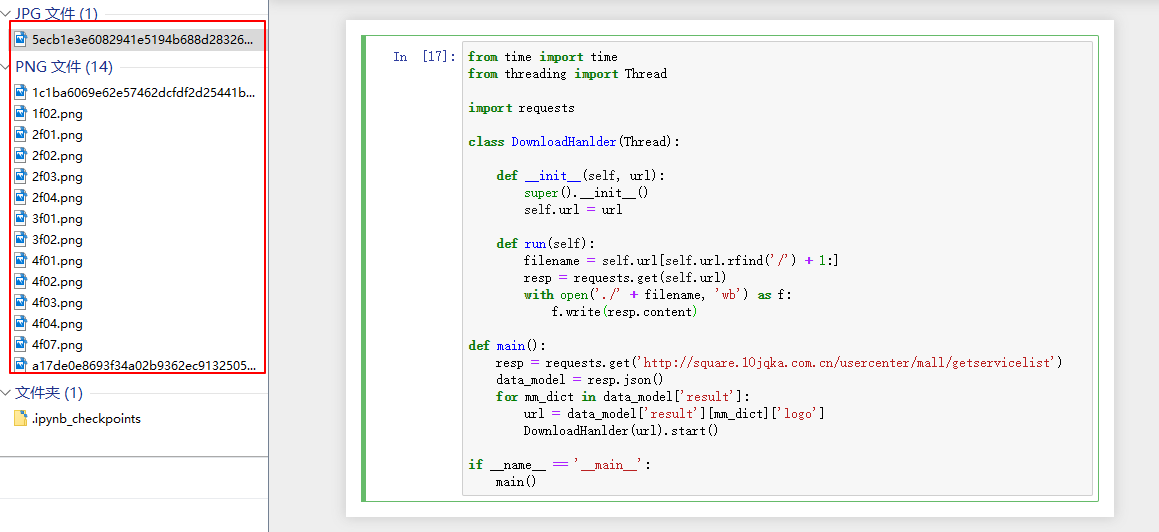 JPG 文件 (1)
5ecb1e3e6082941e5194b688d28326...
PNG 文件 (14)
1c1ba6069e62e57462dcfdf2d25441b...
1f02.png
2f01.png
2f02.png
2f03.png
2f04.png
3f01.png
3f02.png
4f01.png
4f02.png
4f03.png
4f04.png
4f07.png
a17de0e8693f34a02b9362ec9132505...
文件夹 (1)
.ipynb_checkpoints
In [17]:
from time import time
from threading import Thread
import requests
class DownloadHanlder(Thread):
def __init__(self, url):
super().__init__()
self.url = url
def run(self):
filename = self.url[self.url.rfind('/') + 1:]
resp = requests.get(self.url)
with open('./' + filename, 'wb') as f:
f.write(resp.content)
def main():
resp = requests.get('http://square.10jqka.com.cn/usercenter/mall/getservicelist')
data_model = resp.json()
for mm_dict in data_model['result']:
url = data_model['result'][mm_dict]['logo']
DownloadHanlder(url).start()
if __name__ == '__main__':
main()